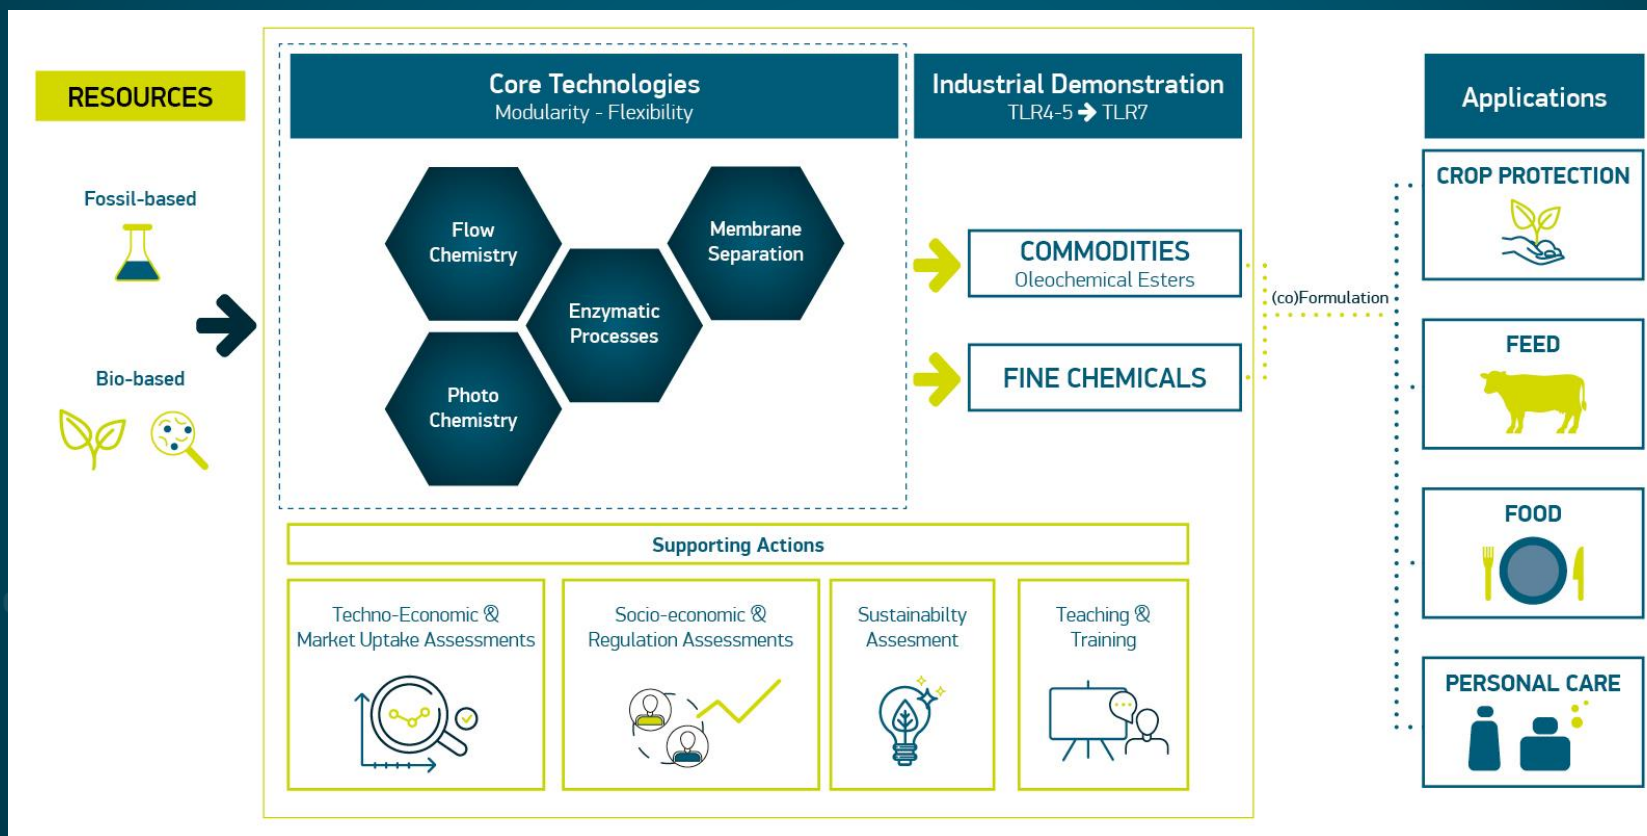 RESOURCES
Fossil-based
Bio-based
Core Technologies
Modularity - Flexibility
Flow
Chemistry
Membrane
Separation
Enzymatic
Processes
Photo
Chemistry
Industrial Demonstration
TLR4-5 → TLR7
COMMODITIES
Oleochemical Esters
FINE CHEMICALS
(co)Formulation
Supporting Actions
Techno-Economic &
Market Uptake Assessments
Socio-economic &
Regulation Assessments
Sustainabilty
Assesment
Teaching &
Training
Applications
CROP PROTECTION
FEED
FOOD
PERSONAL CARE